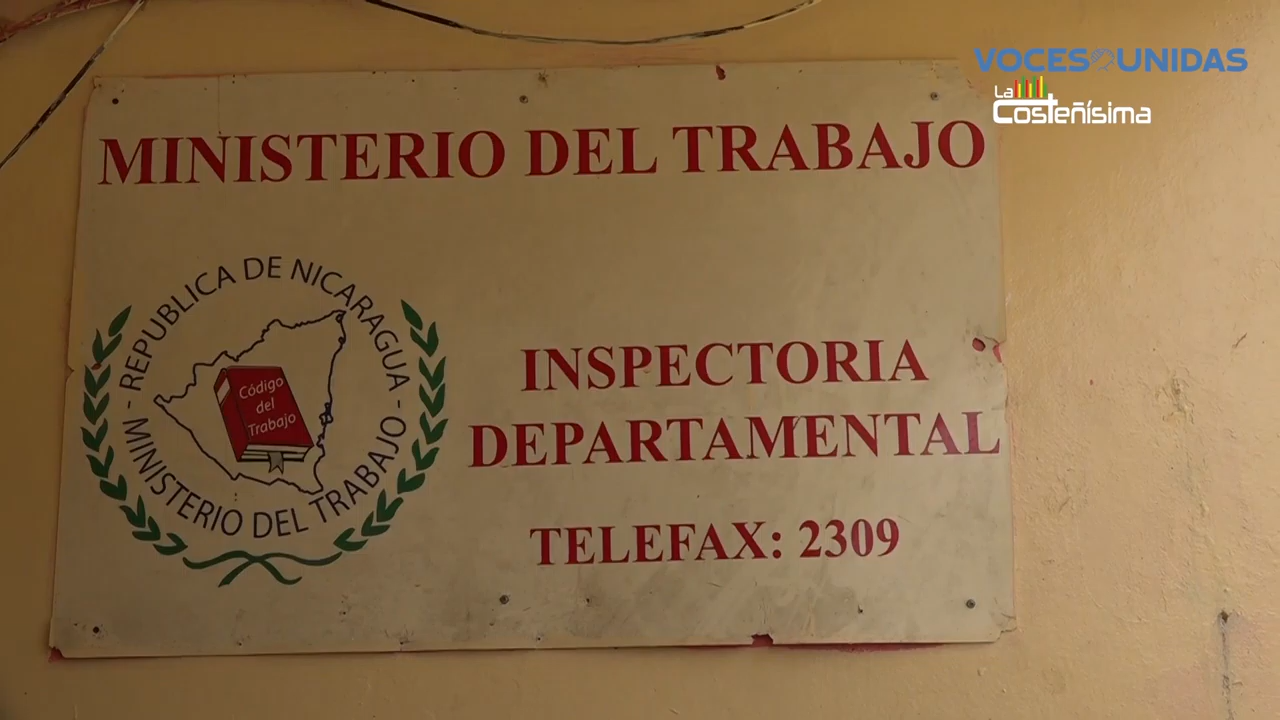 VOCES UNIDAS
La
Costeñísima
MINISTERIO DEL TRABAJO
- REPUBLICA DE NICARAGUA -
MINISTERIO DEL TRABAJO
Código
del
Trabajo
INSPECTORIA
DEPARTAMENTAL
TELEFAX: 2309